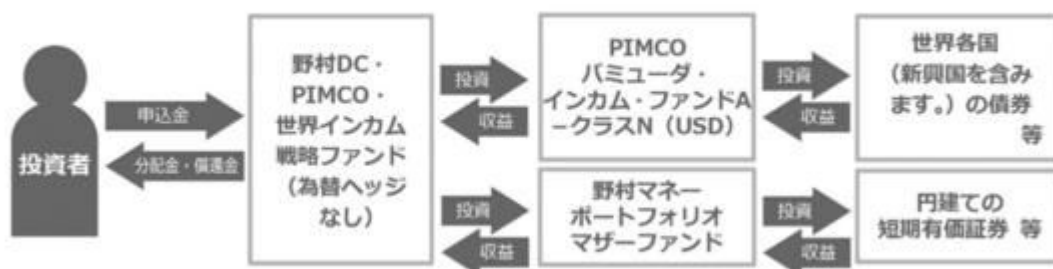 投資者
申込金
分配金・償還金
野村DC・
PIMCO・
世界インカム
戦略ファンド
(為替ヘッジ
なし)
投資
収益
PIMCO
バミューダ・
インカム・ファンドA
－クラスN(USD)
投資
収益
世界各国
(新興国を含み
ます。)の債券
等
投資
収益
野村マネー
ポートフォリオ
マザーファンド
投資
収益
円建ての
短期有価証券 等